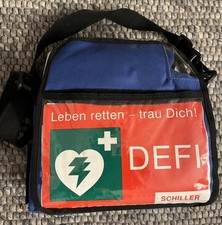 Leben retten – trau Dich!
DEFI
SCHILLER